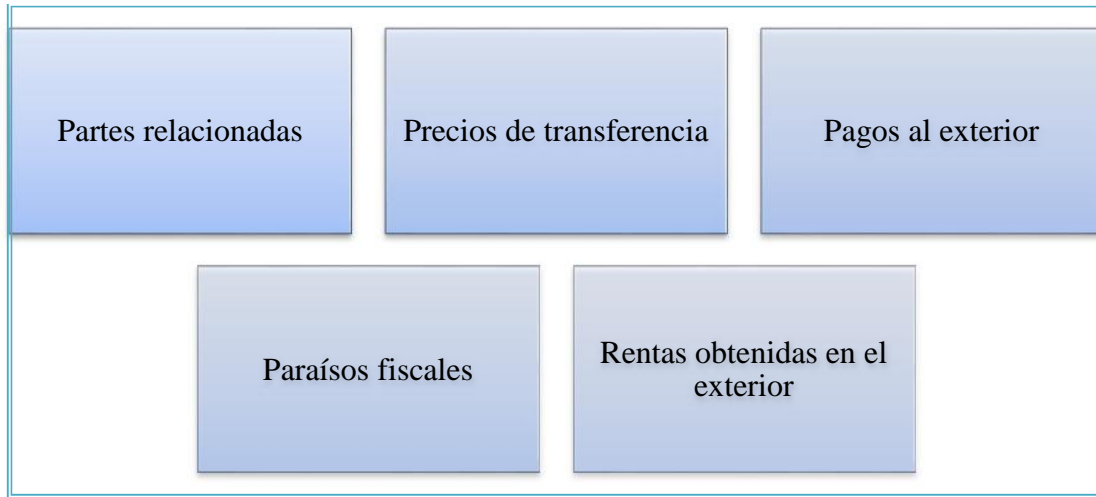 Partes relacionadas
Precios de transferencia
Pagos al exterior
Paraísos fiscales
Rentas obtenidas en el
exterior